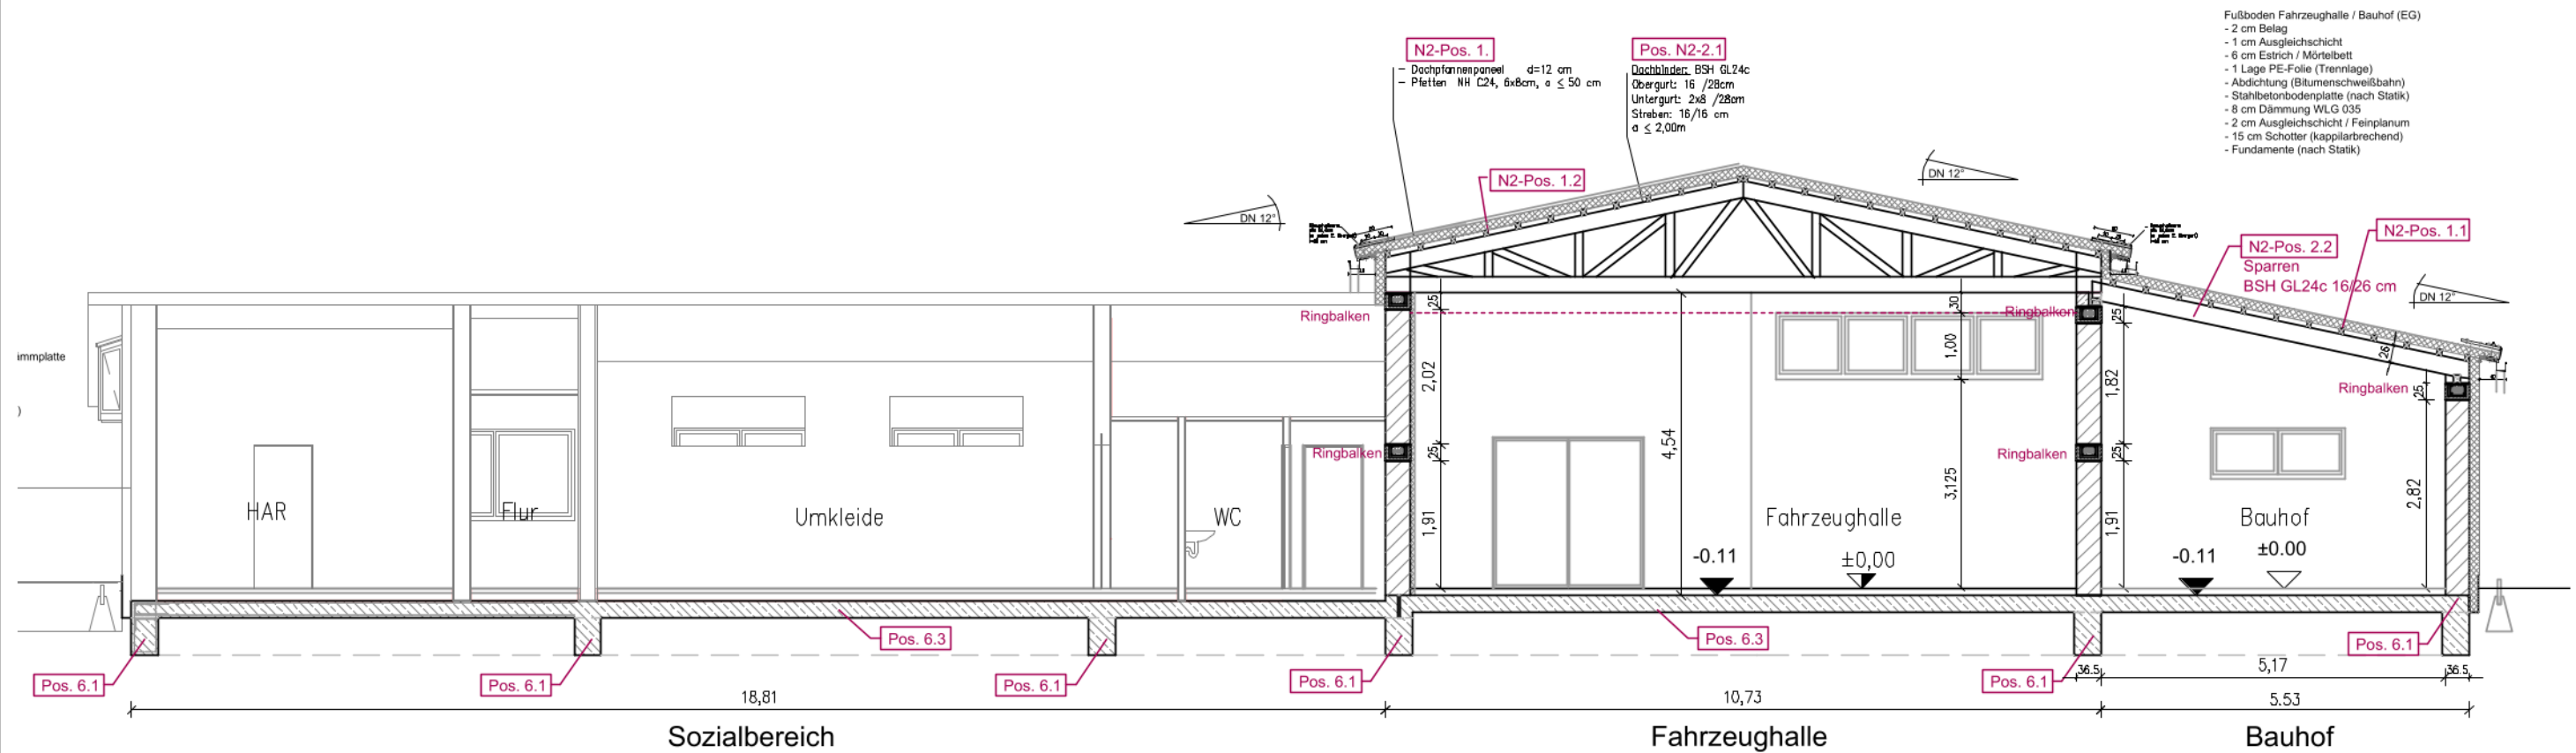 Fußboden Fahrzeughalle / Bauhof (EG)
- 2 cm Belag
- 1 cm Ausgleichschicht
- 6 cm Estrich / Mörtelbett
- 1 Lage PE-Folie (Trennlage)
- Abdichtung (Bitumenschweißbahn)
- Stahlbetonbodenplatte (nach Statik)
- 8 cm Dämmung WLG 035
- 2 cm Ausgleichschicht / Feinplanum
- 15 cm Schotter (kappilarbrechend)
- Fundamente (nach Statik)
N2-Pos. 1.
- Dachpfannenpaneel d=12 cm
- Pfetten NH C24, 6x8cm, a ≤ 50 cm
Pos. N2-2.1
Dachbinder: BSH GL24c
Obergurt: 16 /28cm
Untergurt: 2x8 /28cm
Streben: 16/16 cm
a ≤ 2,00m
N2-Pos. 1.2
DN 12°
DN 12°
N2-Pos. 1.1
N2-Pos. 2.2
Sparren
BSH GL24c 16/26 cm
DN 12°
immplatte
)
Ringbalken
25
30
Ringbalken
25
26
1,00
2,02
4,54
1,82
Ringbalken
25
Ringbalken
25
Ringbalken
25
3,125
2,82
1,91
1,91
HAR
Flur
Umkleide
WC
Fahrzeughalle
Bauhof
-0.11
±0,00
-0.11
±0.00
Pos. 6.3
Pos. 6.3
Pos. 6.1
Pos. 6.1
Pos. 6.1
Pos. 6.1
Pos. 6.1
Pos. 6.1
36.5
5,17
36.5
18,81
10,73
5.53
Sozialbereich
Fahrzeughalle
Bauhof